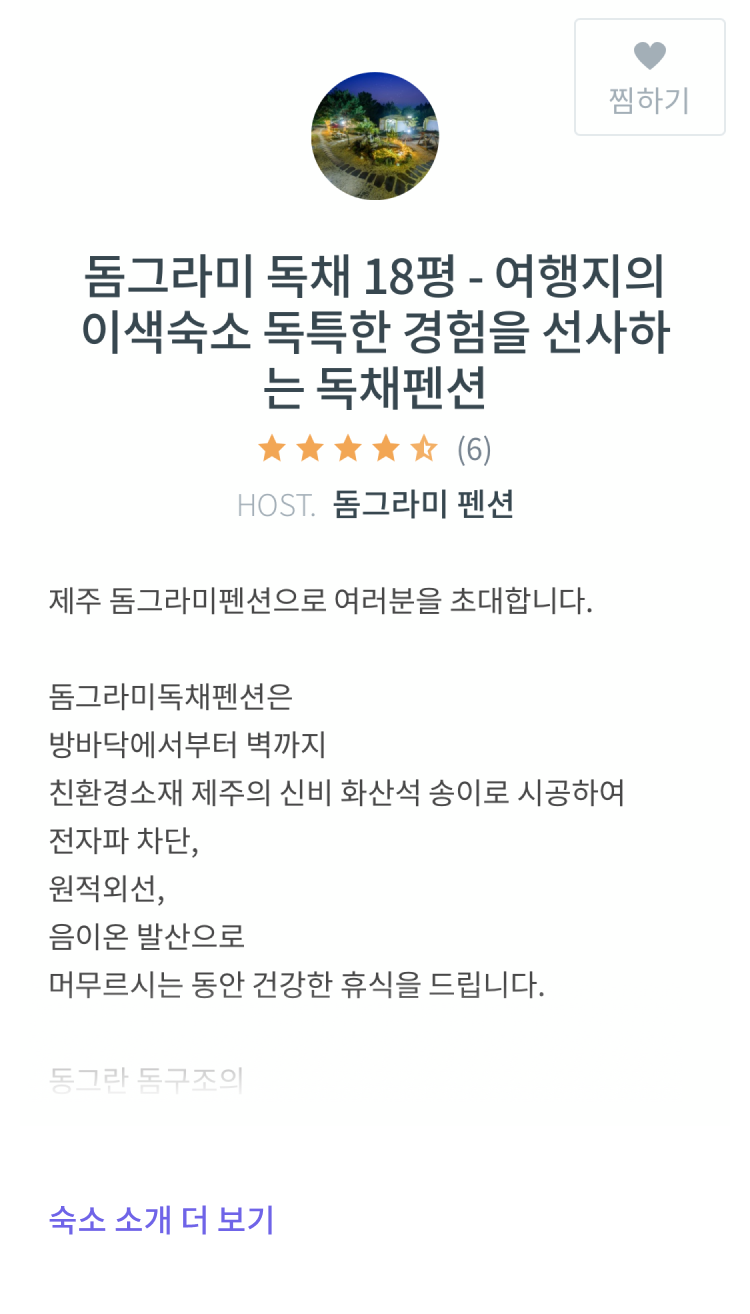 찜하기
돔그라미 독채 18평 - 여행지의
이색숙소 독특한 경험을 선사하
는 독채펜션
(6)
HOST. 돔그라미 펜션
제주 돔그라미펜션으로 여러분을 초대합니다.
돔그라미독채펜션은
방바닥에서부터 벽까지
친환경소재 제주의 신비 화산석 송이로 시공하여
전자파 차단,
원적외선,
음이온 발산으로
머무르시는 동안 건강한 휴식을 드립니다.
동그란 돔구조의
숙소 소개 더 보기